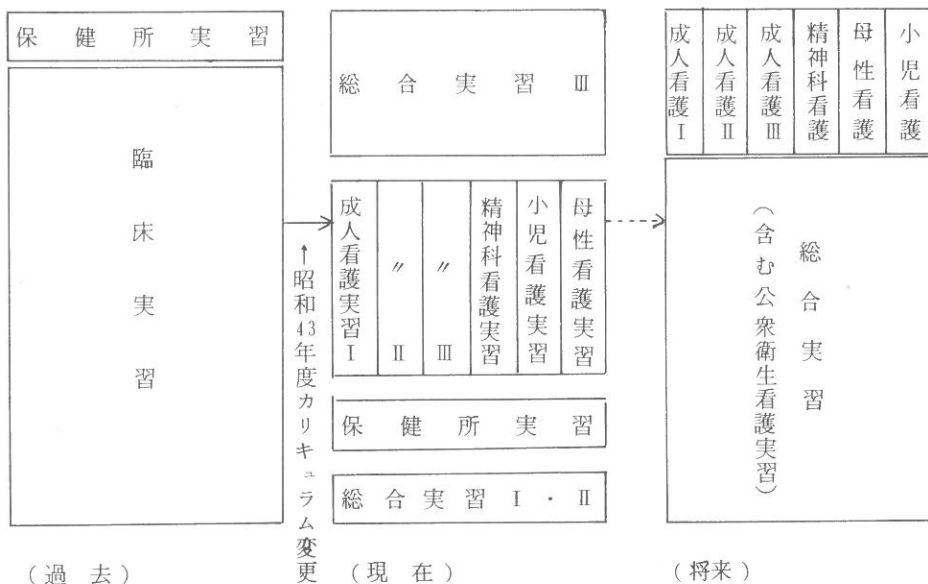 保健所実習
臨床実習
(過去)
↑昭和43年度カリキュラム変更
総合実習Ⅲ
成人看護実習Ⅰ
〃Ⅱ
〃Ⅲ
精神科看護実習
小児看護実習
母性看護実習
保健所実習
総合実習Ⅰ・Ⅱ
(現在)
成人看護Ⅰ
成人看護Ⅱ
成人看護Ⅲ
精神科看護
母性看護
小児看護
総合実習
(含む公衆衛生看護実習)
(将来)